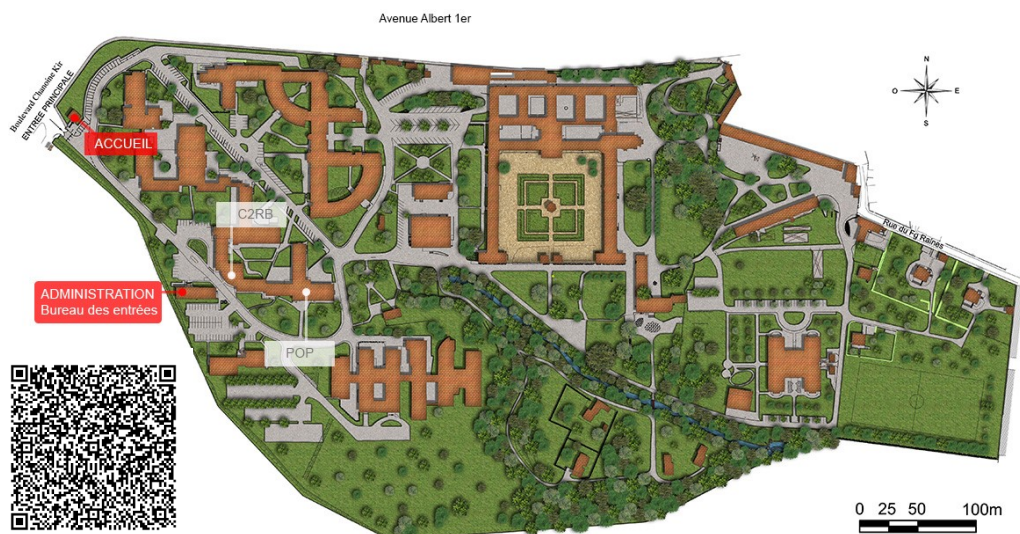 Avenue Albert 1er
Boulevard Chanoine Kir
ENTRÉE PRINCIPALE
ACCUEIL
N
O
E
S
C2RB
Rue du Fg Raines
ADMINISTRATION
Bureau des entrées
POP
0 25 50 100m